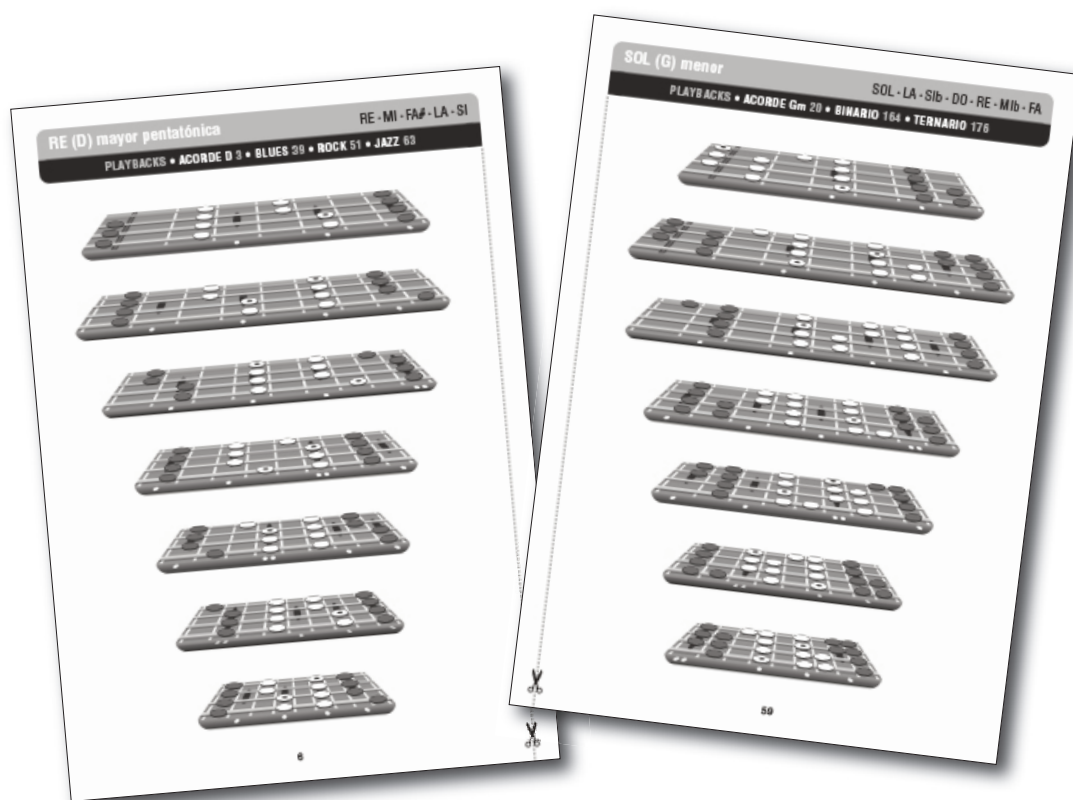 RE (D) mayor pentatónica
RE - MI - FA# - LA - SI
PLAYBACKS • ACORDE D 3 • BLUES 39 • ROCK 51 • JAZZ 63
6
SOL (G) menor
SOL - LA - SIb - DO - RE - MIb - FA
PLAYBACKS • ACORDE Gm 20 • BINARIO 164 • TERNARIO 176
59